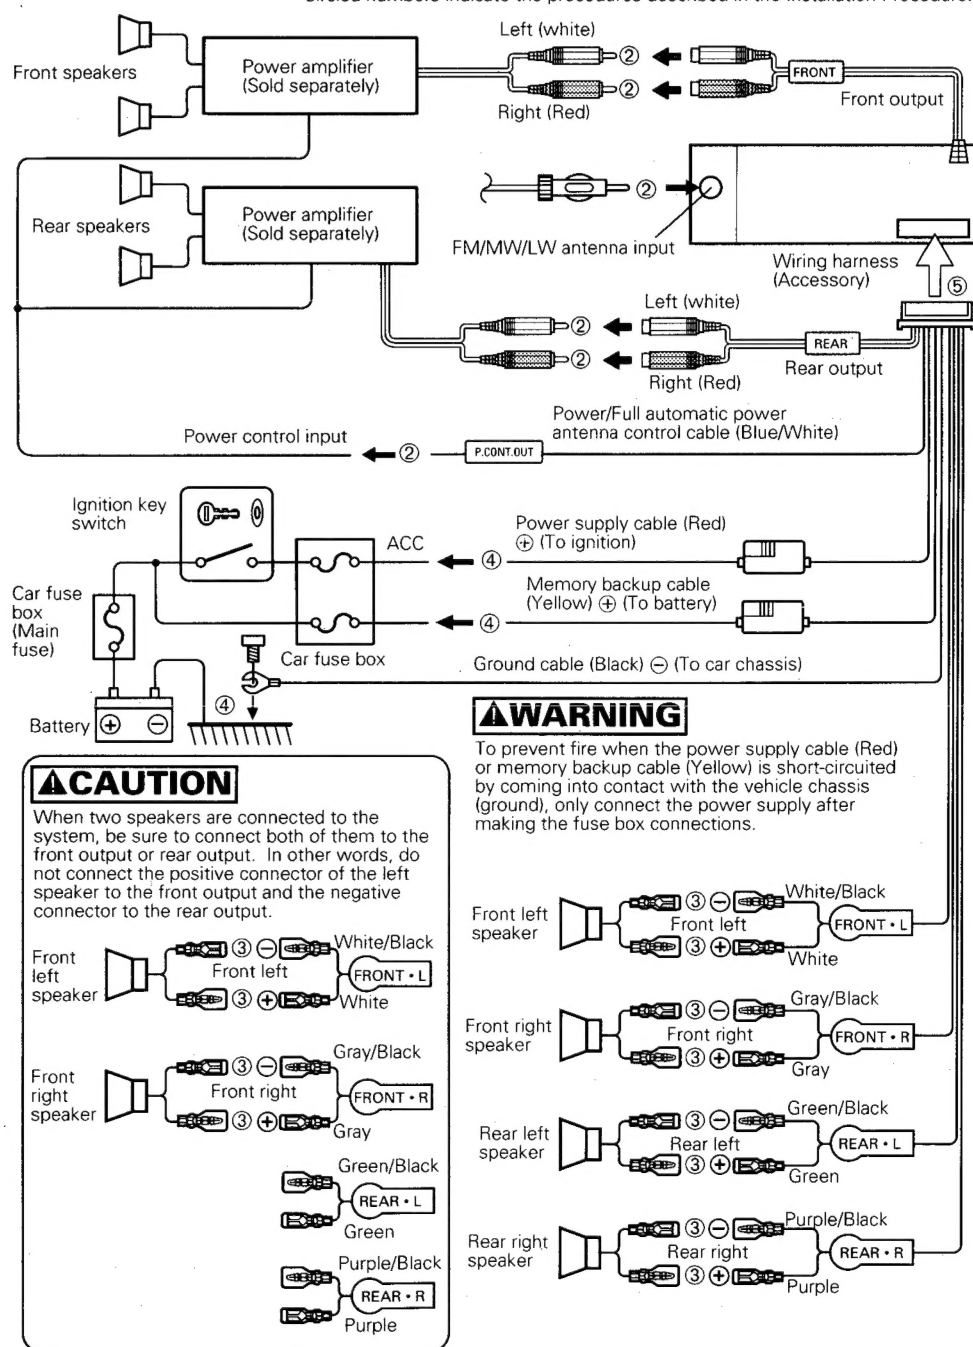 Circled numbers indicate the procedures described in the Installation Procedure.
Left (white)
Front speakers
Power amplifier
(Sold separately)
②
②
FRONT
Front output
Right (Red)
②
FM/MW/LW antenna input
Rear speakers
Power amplifier
(Sold separately)
Wiring harness
(Accessory)
⑤
Left (white)
②
②
REAR
Rear output
Right (Red)
Power/Full automatic power
antenna control cable (Blue/White)
Power control input
②
P.CONT.OUT
Ignition key
switch
ACC
④
Power supply cable (Red)
⊕ (To ignition)
Memory backup cable
(Yellow) ⊕ (To battery)
④
Car fuse
box
(Main
fuse)
Car fuse box
Ground cable (Black) ⊖ (To car chassis)
④
Battery
⊕ ⊖
WARNING
To prevent fire when the power supply cable (Red)
or memory backup cable (Yellow) is short-circuited
by coming into contact with the vehicle chassis
(ground), only connect the power supply after
making the fuse box connections.
CAUTION
When two speakers are connected to the
system, be sure to connect both of them to the
front output or rear output. In other words, do
not connect the positive connector of the left
speaker to the front output and the negative
connector to the rear output.
Front
left
speaker
③ ⊖
White/Black
Front left
FRONT • L
③ ⊕
White
Front
right
speaker
③ ⊖
Gray/Black
Front right
FRONT • R
③ ⊕
Gray
Green/Black
REAR • L
Green
Purple/Black
REAR • R
Purple
Front left
speaker
③ ⊖
White/Black
Front left
FRONT • L
③ ⊕
White
Front right
speaker
③ ⊖
Gray/Black
Front right
FRONT • R
③ ⊕
Gray
Rear left
speaker
③ ⊖
Green/Black
Rear left
REAR • L
③ ⊕
Green
Rear right
speaker
③ ⊖
Purple/Black
Rear right
REAR • R
③ ⊕
Purple